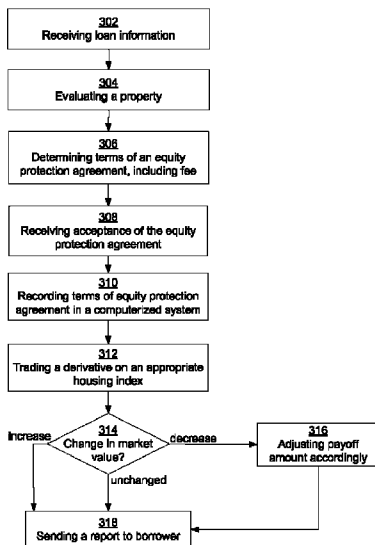 302
Receiving loan information
304
Evaluating a property
306
Determining terms of an equity
protection agreement, including fee
308
Receiving acceptance of the equity
protection agreement
310
Recording terms of equity protection
agreement in a computerized system
312
Trading a derivative on an appropriate
housing index
314
Change in market
value?
increase
decrease
unchanged
316
Adjusting payoff
amount accordingly
318
Sending a report to borrower